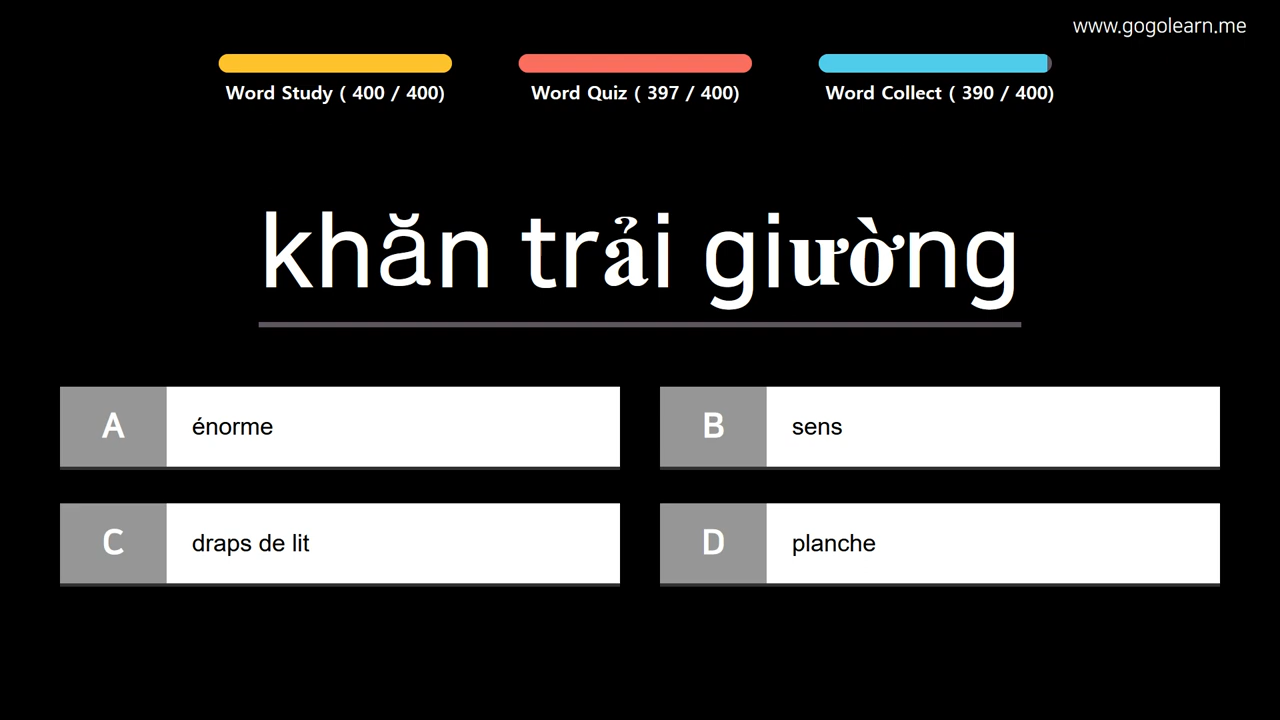 www.gogolearn.me
Word Study ( 400 / 400)
Word Quiz ( 397 / 400)
Word Collect ( 390 / 400)
khăn trải giường
A
énorme
B
sens
C
draps de lit
D
planche